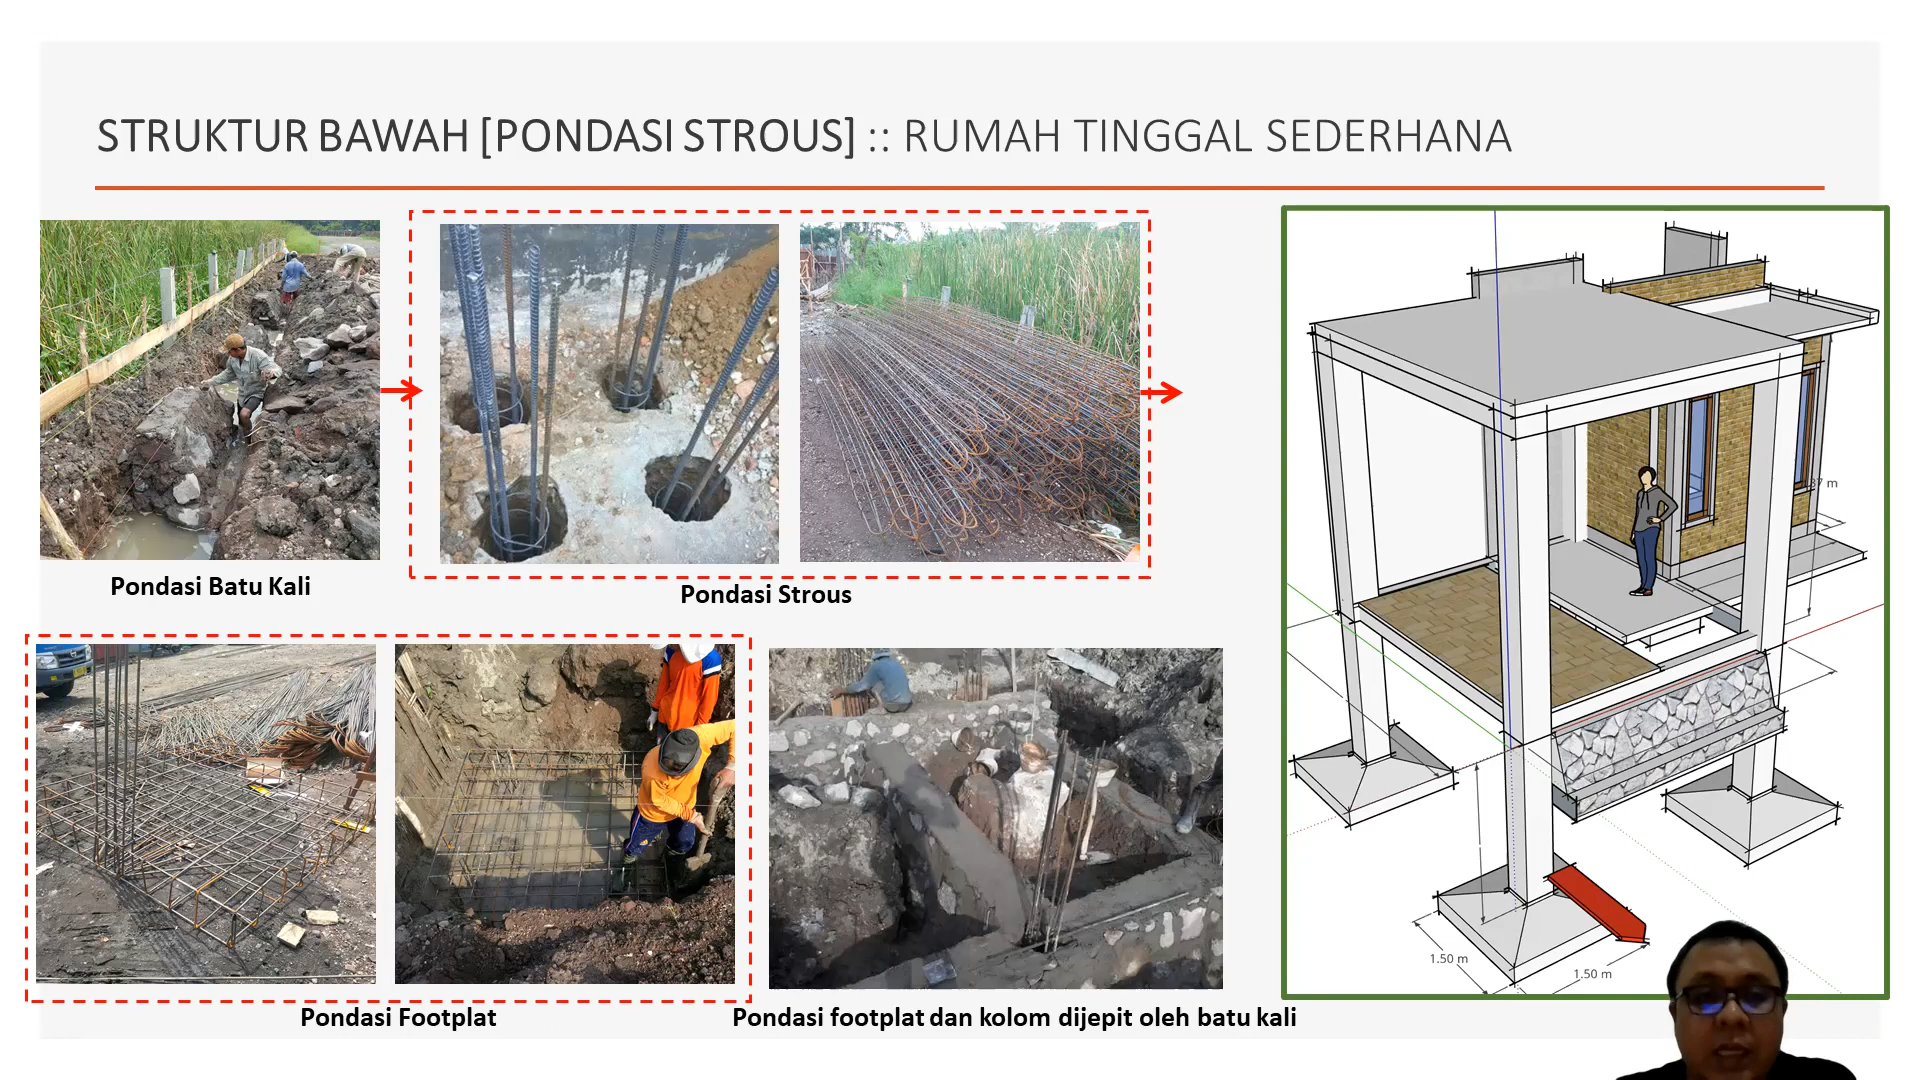 STRUKTUR BAWAH [PONDASI STROUS] :: RUMAH TINGGAL SEDERHANA
Pondasi Batu Kali
Pondasi Strous
Pondasi Footplat
Pondasi footplat dan kolom dijepit oleh batu kali
1.50 m
1.50 m